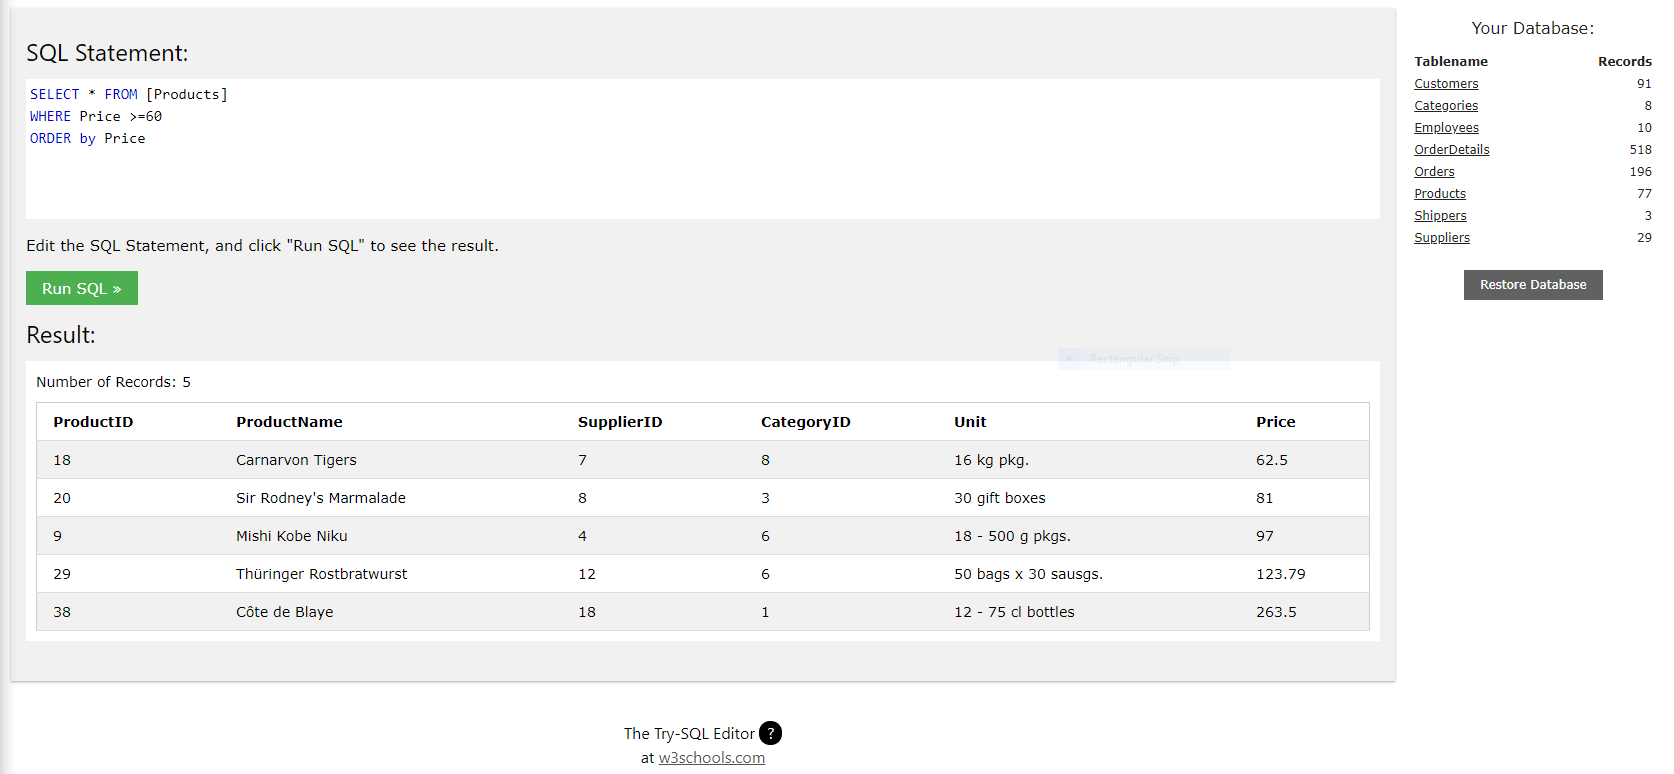 SQL Statement:
SELECT * FROM [Products]
WHERE Price >=60
ORDER by Price
Edit the SQL Statement, and click "Run SQL" to see the result.
Run SQL »
Result:
Rectangular Snip
Number of Records: 5
ProductID ProductName SupplierID CategoryID Unit Price
18 Carnarvon Tigers 7 8 16 kg pkg. 62.5
20 Sir Rodney's Marmalade 8 3 30 gift boxes 81
9 Mishi Kobe Niku 4 6 18 - 500 g pkgs. 97
29 Thüringer Rostbratwurst 12 6 50 bags x 30 sausgs. 123.79
38 Côte de Blaye 18 1 12 - 75 cl bottles 263.5
The Try-SQL Editor ?
at w3schools.com
Your Database:
Tablename Records
Customers 91
Categories 8
Employees 10
OrderDetails 518
Orders 196
Products 77
Shippers 3
Suppliers 29
Restore Database